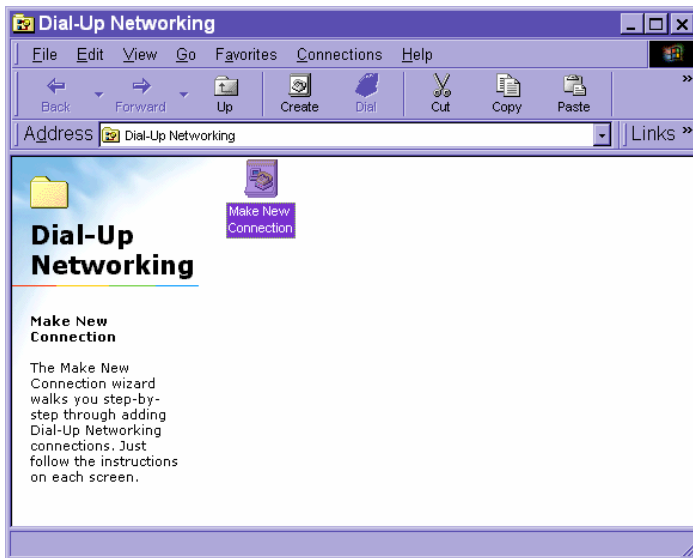 Dial-Up Networking
File Edit View Go Favorites Connections Help
Back Forward Up Create Dial Cut Copy Paste »
Address Dial-Up Networking Links »
Make New
Connection
Dial-Up
Networking
Make New
Connection
The Make New
Connection wizard
walks you step-by-
step through adding
Dial-Up Networking
connections. Just
follow the instructions
on each screen.